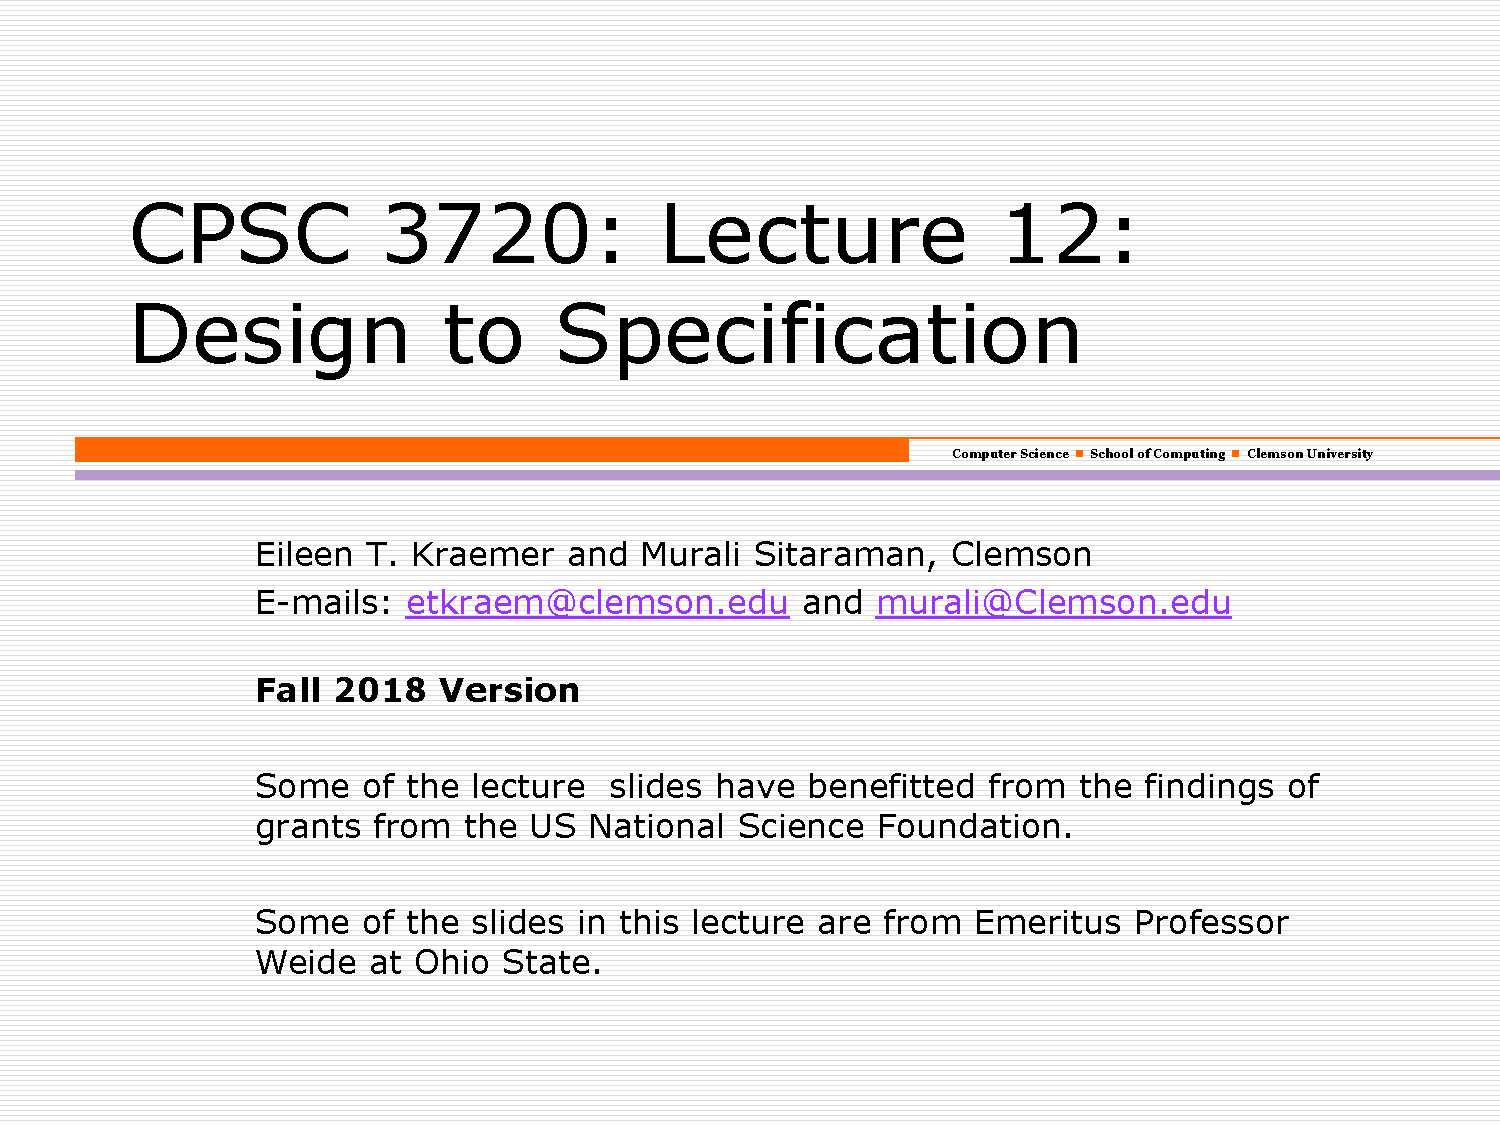 CPSC 3720: Lecture 12:
Design to Specification
Computer Science ■ School of Computing ■ Clemson University
Eileen T. Kraemer and Murali Sitaraman, Clemson
E-mails: etkraem@clemson.edu and murali@Clemson.edu
Fall 2018 Version
Some of the lecture slides have benefitted from the findings of
grants from the US National Science Foundation.
Some of the slides in this lecture are from Emeritus Professor
Weide at Ohio State.